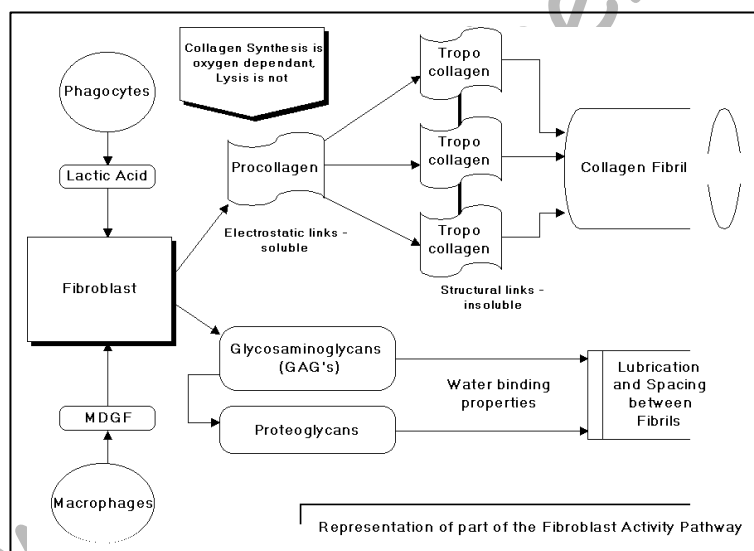 Collagen Synthesis is
oxygen dependant,
Lysis is not
Phagocytes
Lactic Acid
Fibroblast
MDGF
Macrophages
Procollagen
Electrostatic links -
soluble
Tropo
collagen
Tropo
collagen
Tropo
collagen
Structural links -
insoluble
Collagen Fibril
Glycosaminoglycans
(GAG's)
Proteoglycans
Water binding
properties
Lubrication
and Spacing
between
Fibrils
Representation of part of the Fibroblast Activity Pathway